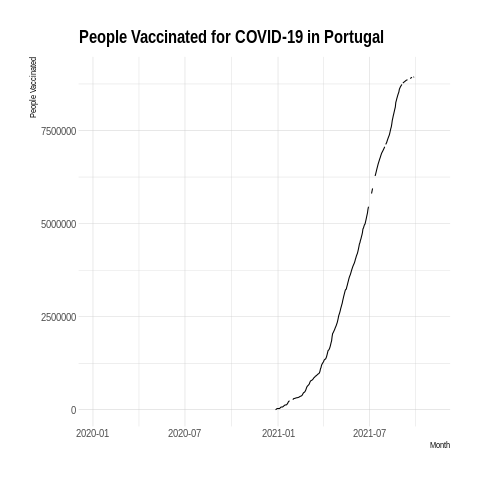 People Vaccinated for COVID-19 in Portugal
People Vaccinated
7500000
5000000
2500000
0
2020-01 2020-07 2021-01 2021-07
Month